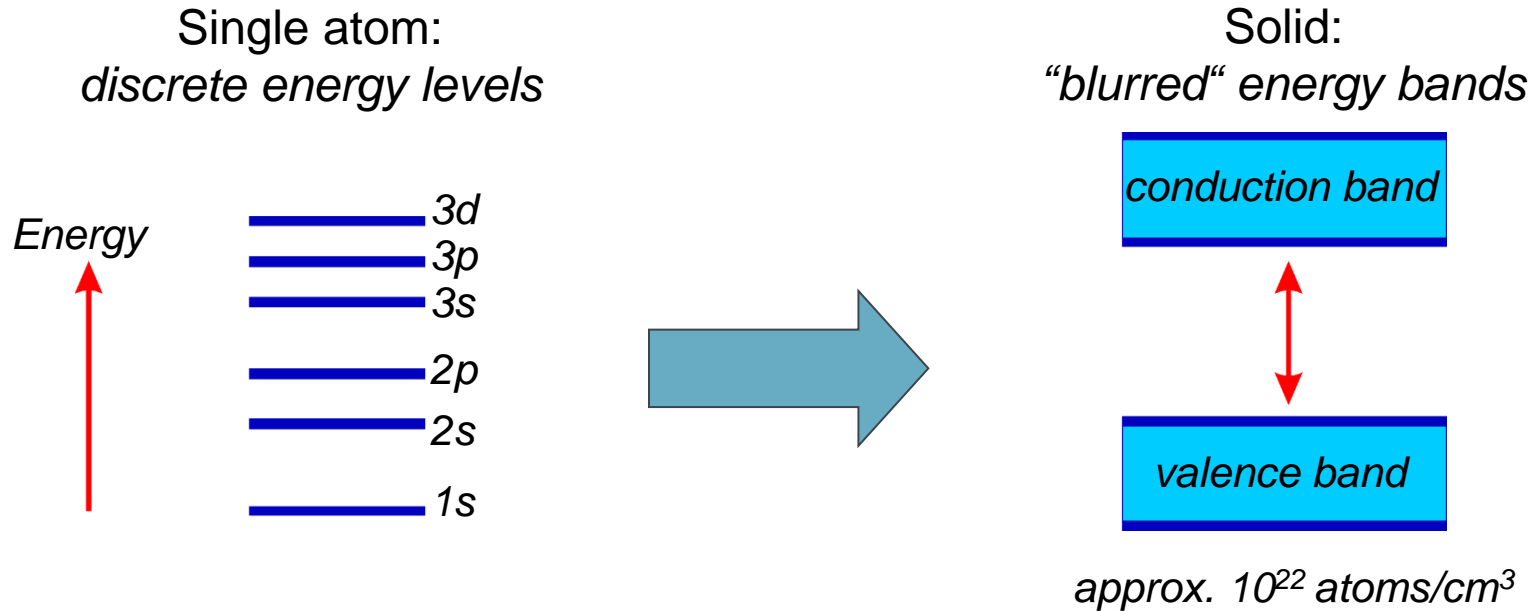 Single atom:
discrete energy levels
Solid:
“blurred“ energy bands
Energy
3d
3p
3s
2p
2s
1s
conduction band
valence band
approx. 10²² atoms/cm³